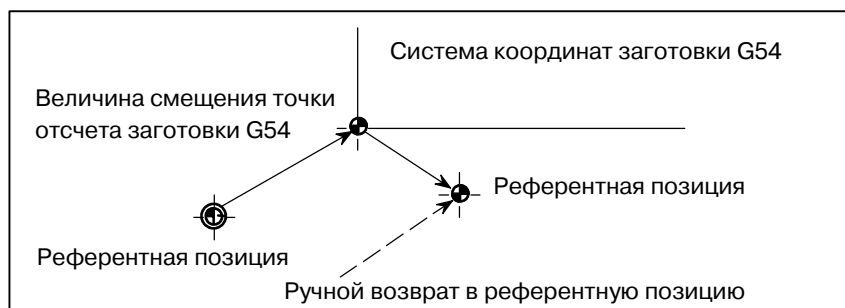 Система координат заготовки G54
Величина смещения точки
отсчета заготовки G54
Референтная позиция
Референтная позиция
Ручной возврат в референтную позицию